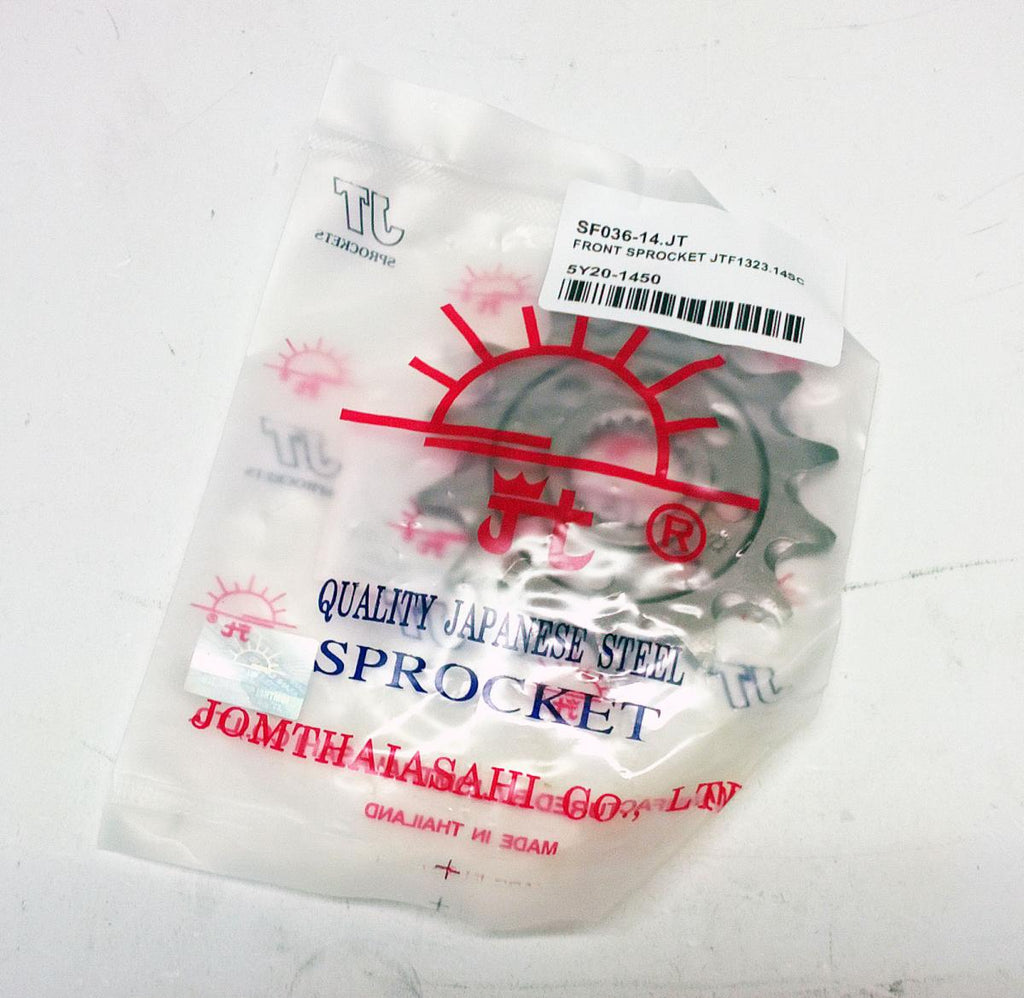 JT
SPROCKETS
SF036-14.JT
FRONT SPROCKET JTF1323.14SC
5Y20-1450
JT
SPROCKETS
Jt ®
QUALITY JAPANESE STEEL
SPROCKET
JT
JOMTHAIASAHI CO., LTD
MADE IN THAILAND